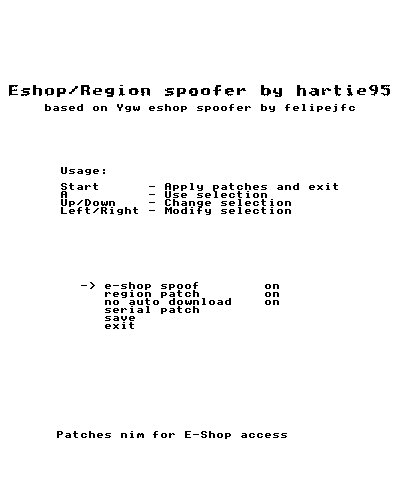 Eshop/Region spoofer by hartie95
based on Ygw eshop spoofer by felipejfc
Usage:
Start - Apply patches and exit
A - Use selection
Up/Down - Change selection
Left/Right - Modify selection
-> e-shop spoof on
region patch on
no auto download on
serial patch
save
exit
Patches nim for E-Shop access